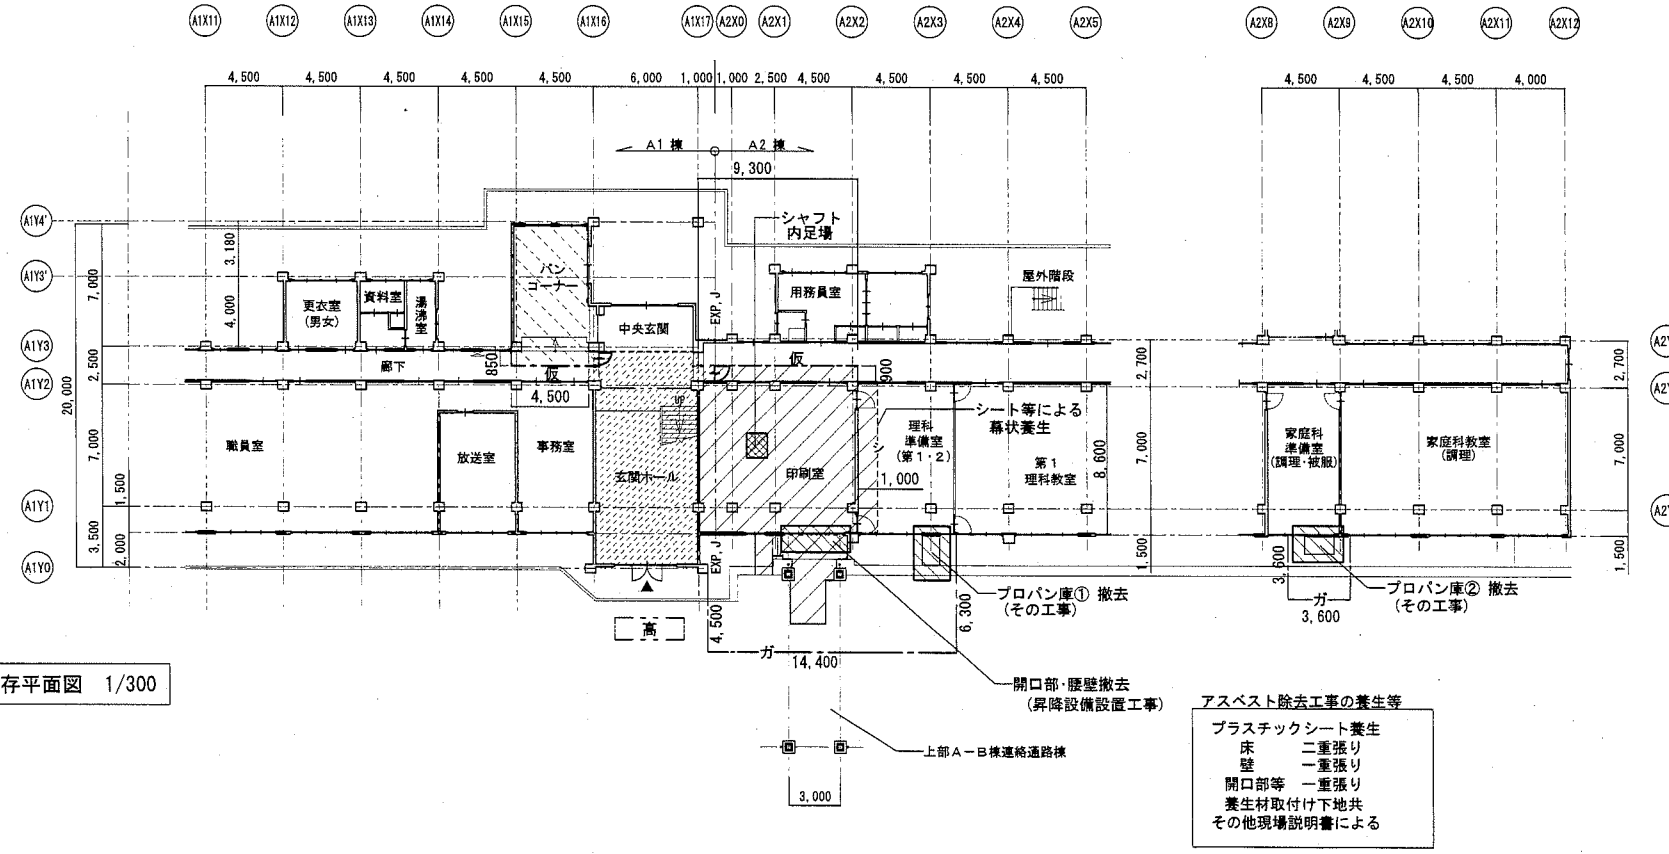 A1X11 A1X12 A1X13 A1X14 A1X15 A1X16 A1X17 A2X0 A2X1 A2X2 A2X3 A2X4 A2X5 A2X8 A2X9 A2X10 A2X11 A2X12
4,500 4,500 4,500 4,500 4,500 6,000 1,000 1,000 2,500 4,500 4,500 4,500 4,500 4,500 4,500 4,500 4,000
A1 棟 A2 棟
9,300
A1Y4'
シャフト
内足場
3,180
A1Y3'
7,000
パン
コーナー
屋外階段
更衣室
(男女)
資料室
湯沸室
用務員室
4,000
EXP.J
中央玄関
A1Y3
2,500
廊下
850
仮
仮
900
2,700
2,700
A1Y2
20,000
4,500
UP
シート等による
幕状養生
職員室
放送室
事務室
玄関ホール
印刷室
シ
理科
準備室
(第1・2)
第1
理科教室
8,600
7,000
7,000
家庭科
準備室
(調理・被服)
家庭科教室
(調理)
7,000
1,000
1,500
A1Y1
3,500
2,000
A1Y0
EXP.J
1,500
3,600
1,500
プロパン庫① 撤去
(その工事)
プロパン庫② 撤去
(その工事)
ガ
3,600
高
4,500
6,300
ガ
14,400
存平面図 1/300
開口部・腰壁撤去
(昇降設備設置工事)
上部A-B棟連絡通路棟
3,000
アスベスト除去工事の養生等
プラスチックシート養生
床 二重張り
壁 一重張り
開口部等 一重張り
養生材取付け下地共
その他現場説明書による